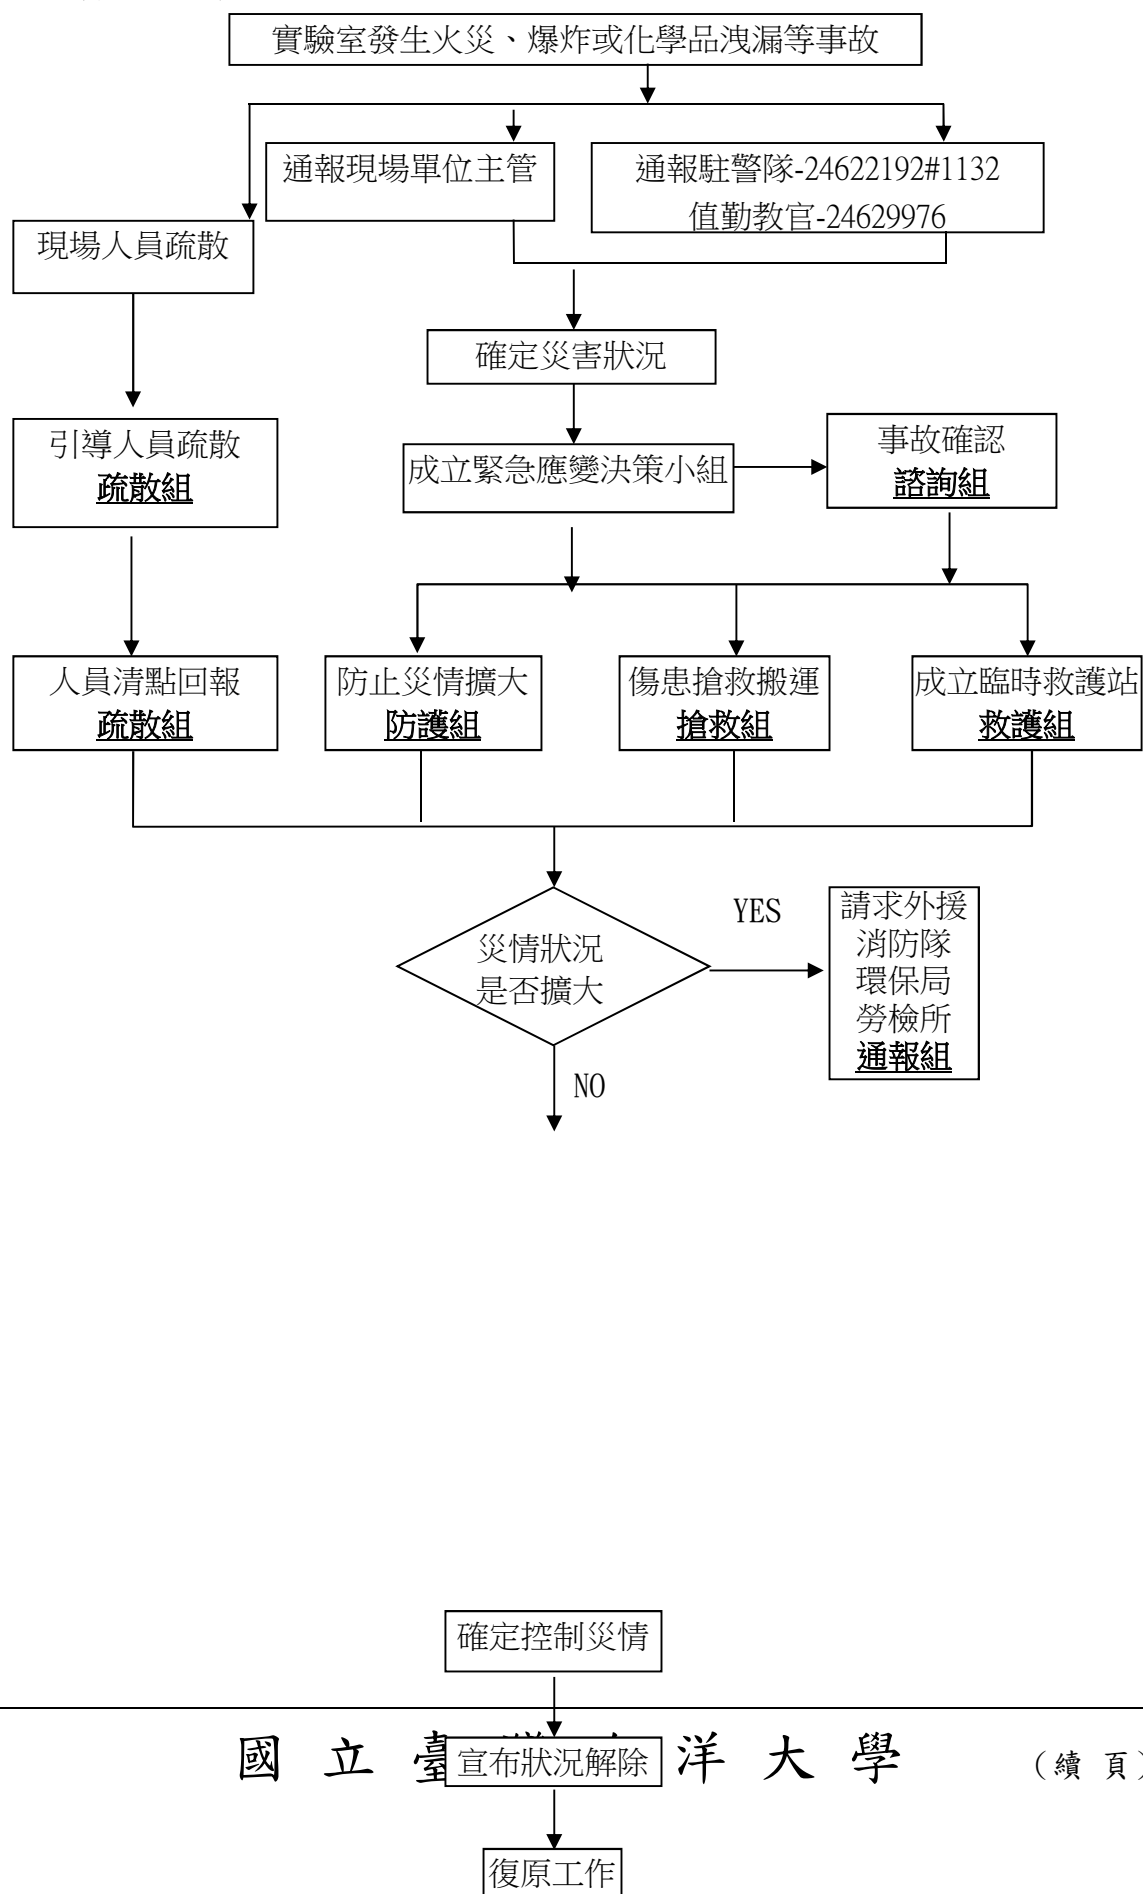 實驗室發生火災、爆炸或化學品洩漏等事故
通報現場單位主管
通報駐警隊-24622192#1132
值勤教官-24629976
現場人員疏散
確定災害狀況
引導人員疏散
疏散組
成立緊急應變決策小組
事故確認
諮詢組
人員清點回報
疏散組
防止災情擴大
防護組
傷患搶救搬運
搶救組
成立臨時救護站
救護組
災情狀況
是否擴大
YES
請求外援
消防隊
環保局
勞檢所
通報組
NO
確定控制災情
國立臺 洋大學 (續頁)
宣布狀況解除
復原工作